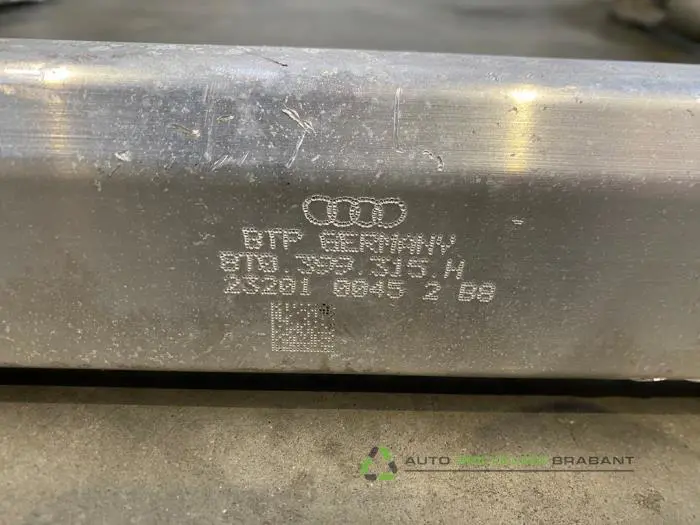 BTP GERMANY
8T0.399.315.H
23201 0045 2 B8
AUTO RECYCLING BRABANT